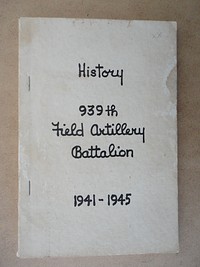 History
939th
Field Artillery
Battalion
1941-1945